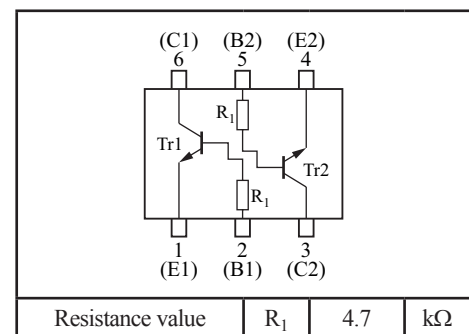 (C1) (B2) (E2)
6 5 4
R1
Tr1
Tr2
R1
1 2 3
(E1) (B1) (C2)
Resistance value R1 4.7 kΩ